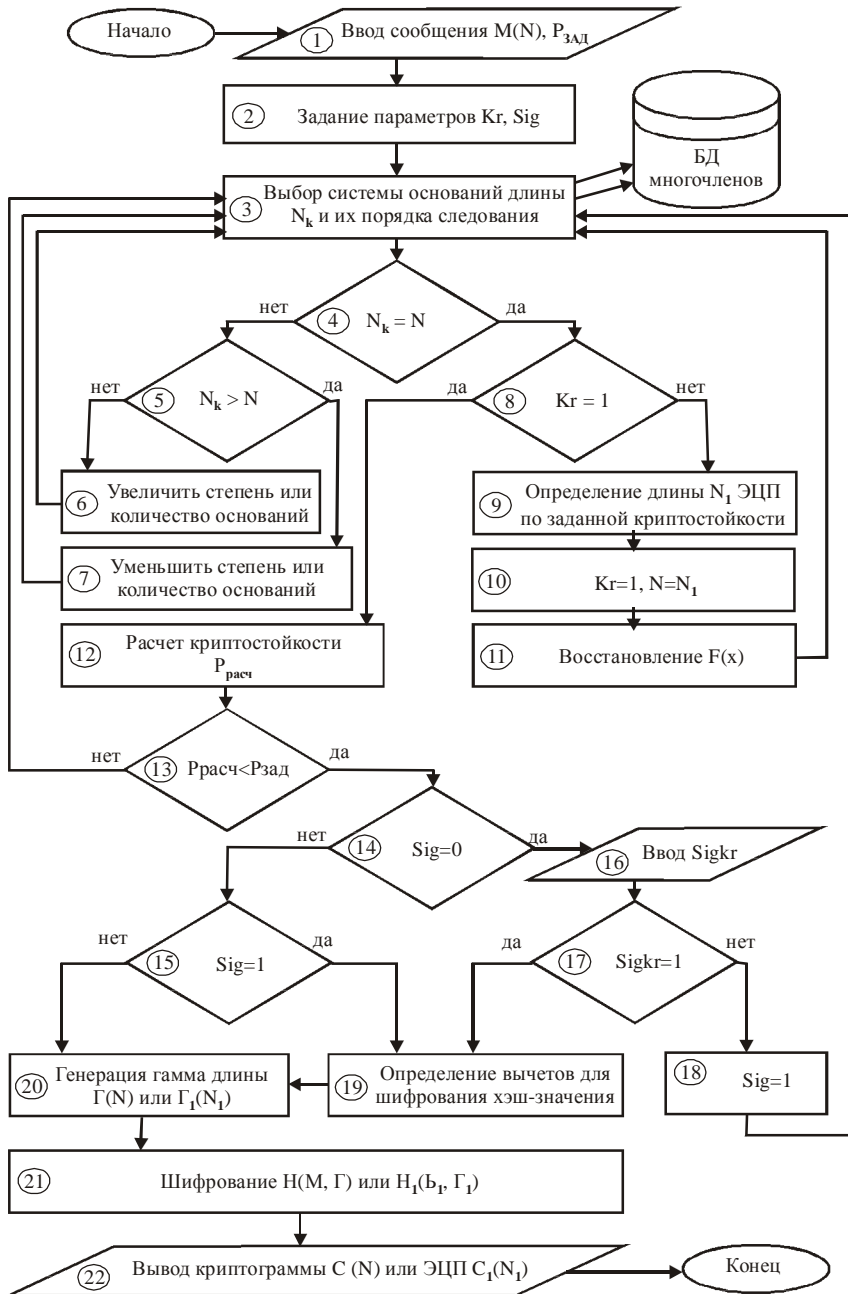 Начало
1 Ввод сообщения M(N), PЗАД
2 Задание параметров Kr, Sig
БД
многочленов
3 Выбор системы оснований длины
Nk и их порядка следования
4 Nk = N
нет
да
5 Nk > N
нет
да
8 Kr = 1
да
нет
6 Увеличить степень или
количество оснований
7 Уменьшить степень или
количество оснований
9 Определение длины N1 ЭЦП
по заданной криптостойкости
10 Kr=1, N=N1
11 Восстановление F(x)
12 Расчет криптостойкости
Pрасч
13 Pрасч<Pзад
нет
да
14 Sig=0
нет
да
16 Ввод Sigkr
15 Sig=1
нет
да
17 Sigkr=1
да
нет
18 Sig=1
20 Генерация гамма длины
Г(N) или Г1(N1)
19 Определение вычетов для
шифрования хэш-значения
21 Шифрование H(M, Г) или H1(Ь1, Г1)
22 Вывод криптограммы C (N) или ЭЦП C1(N1)
Конец